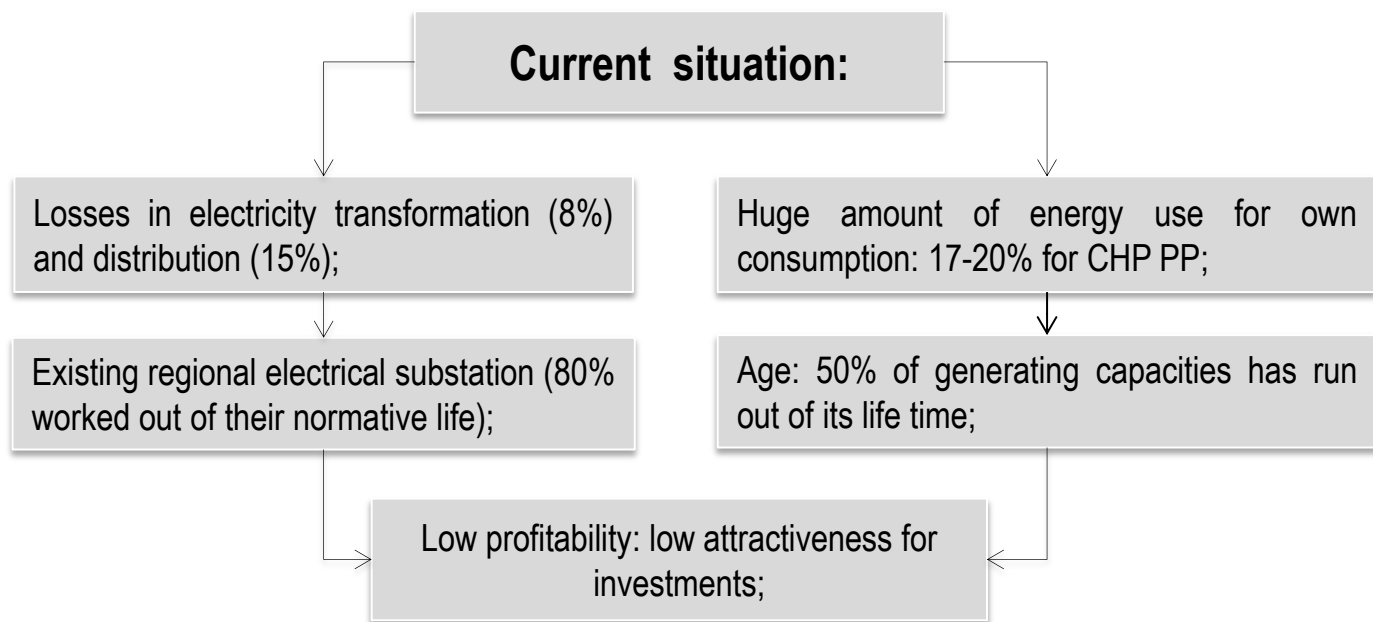 Current situation:
Losses in electricity transformation (8%)
and distribution (15%);
Huge amount of energy use for own
consumption: 17-20% for CHP PP;
Existing regional electrical substation (80%
worked out of their normative life);
Age: 50% of generating capacities has run
out of its life time;
Low profitability: low attractiveness for
investments;